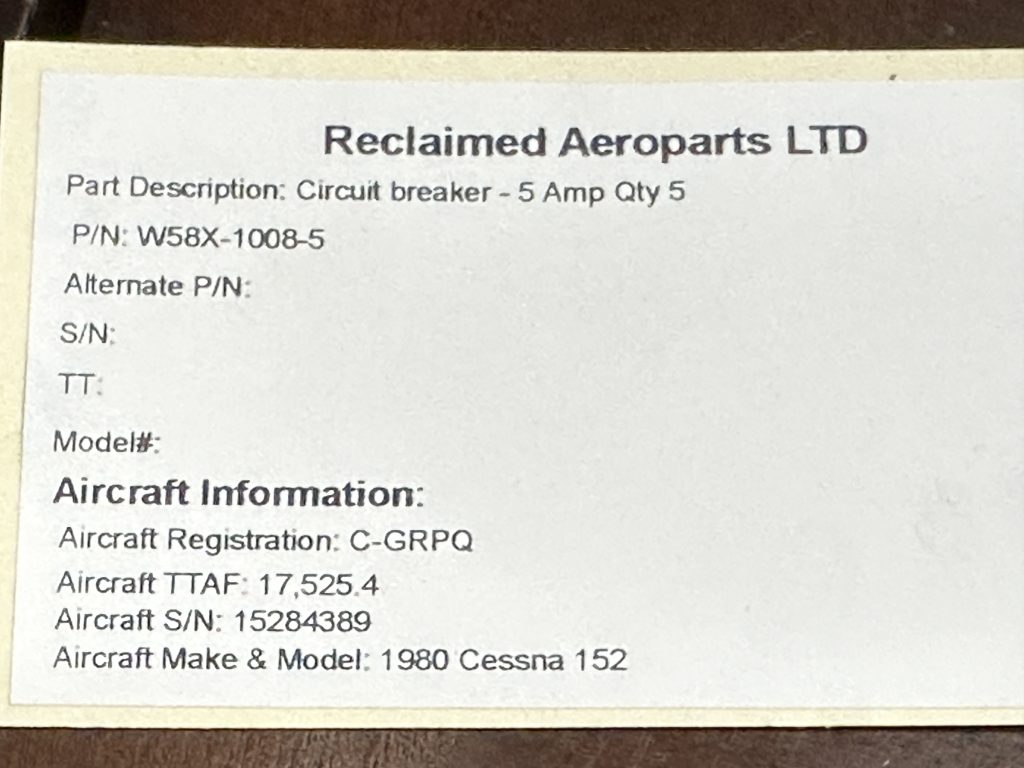 Reclaimed Aeroparts LTD
Part Description: Circuit breaker - 5 Amp Qty 5
P/N: W58X-1008-5
Alternate P/N:
S/N:
TT:
Model#:
Aircraft Information:
Aircraft Registration: C-GRPQ
Aircraft TTAF: 17,525.4
Aircraft S/N: 15284389
Aircraft Make & Model: 1980 Cessna 152